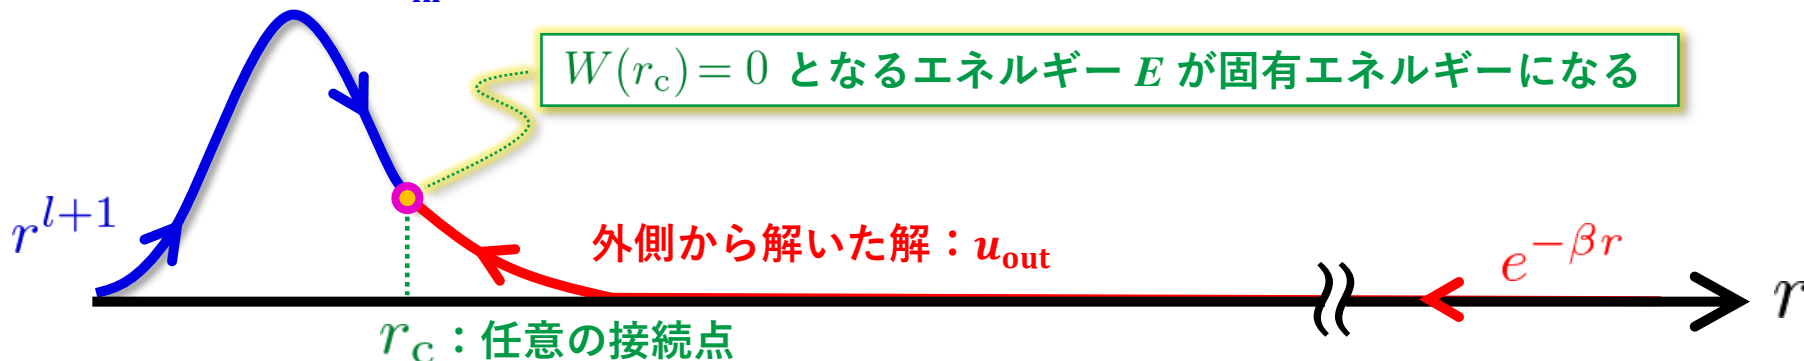 W(r_c) = 0 となるエネルギー E が固有エネルギーになる
r^{l+1}
外側から解いた解：u_out
e^{-βr}
r
r_c：任意の接続点